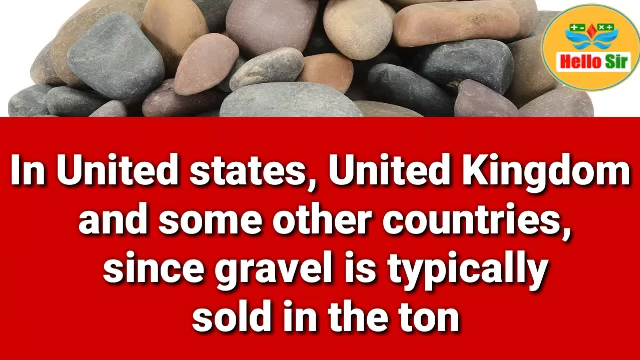 Hello Sir
In United states, United Kingdom
and some other countries,
since gravel is typically
sold in the ton